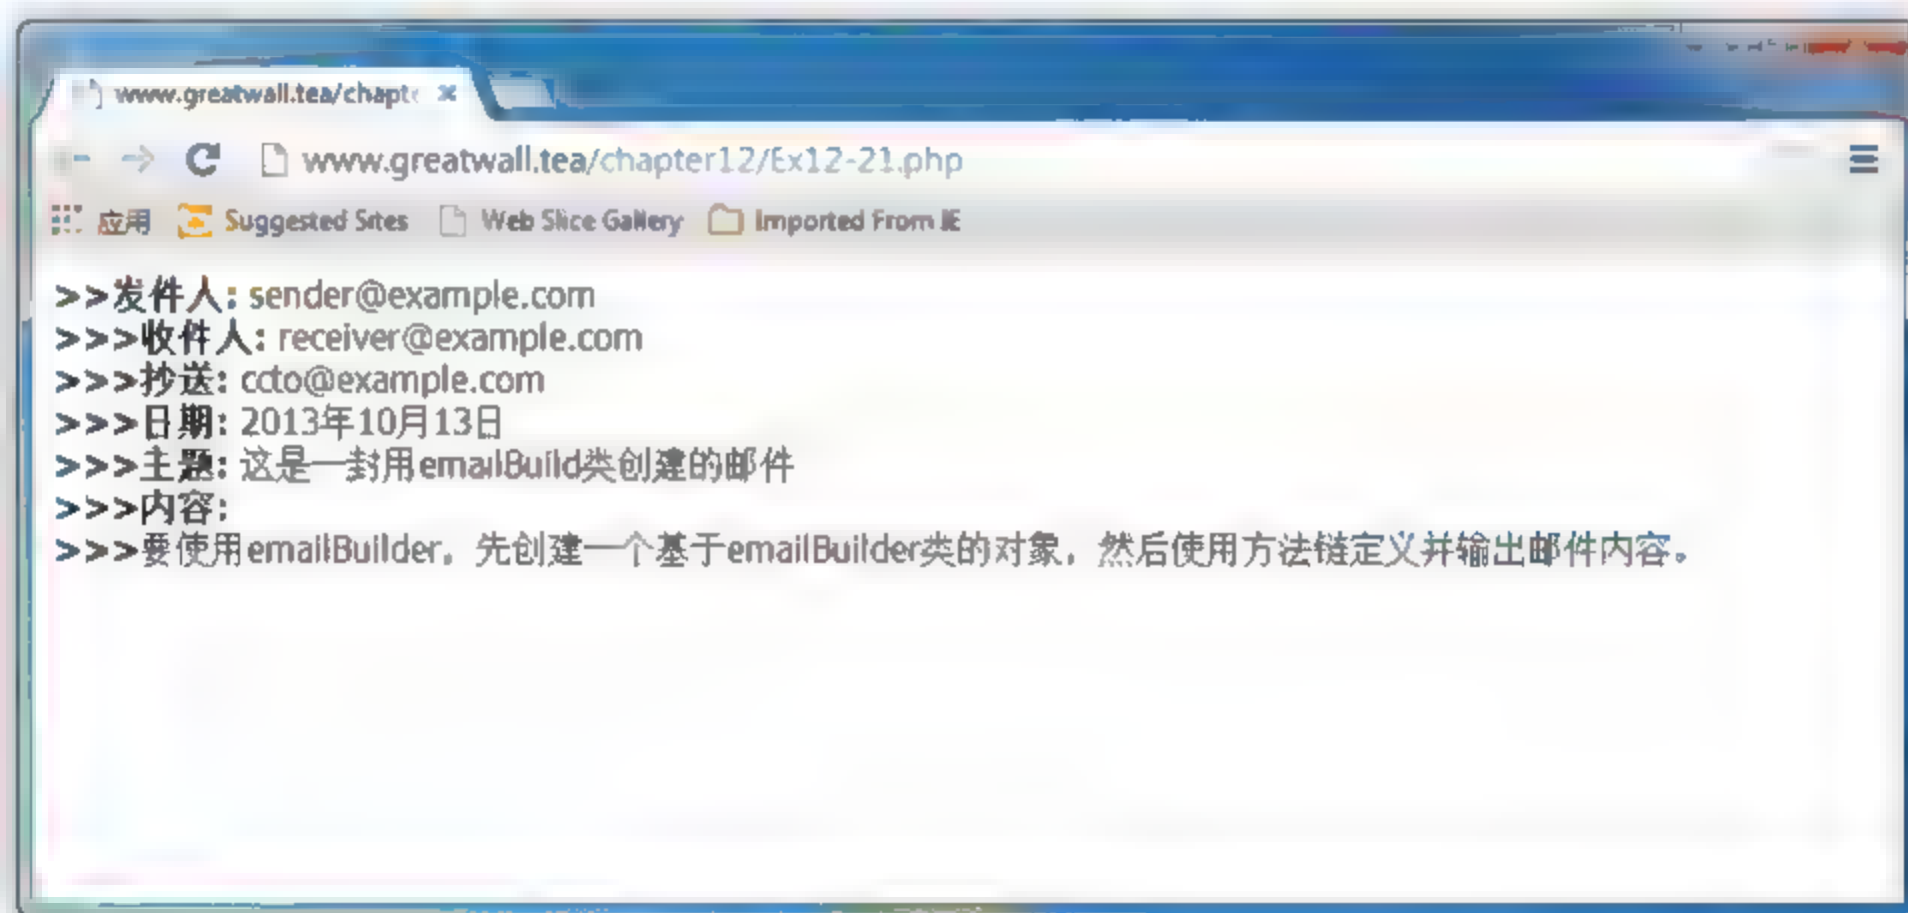 www.greatwall.tea/chapte
www.greatwall.tea/chapter12/Ex12-21.php
应用 Suggested Sites Web Slice Gallery Imported From IE
>>发件人: sender@example.com
>>>收件人: receiver@example.com
>>>抄送: ccto@example.com
>>>日期: 2013年10月13日
>>>主题: 这是一封用emailBuild类创建的邮件
>>>内容:
>>>要使用emailBuilder，先创建一个基于emailBuilder类的对象，然后使用方法链定义并输出邮件内容。